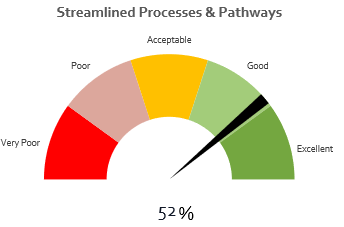 Streamlined Processes & Pathways
Acceptable
Poor
Good
Very Poor
Excellent
52%